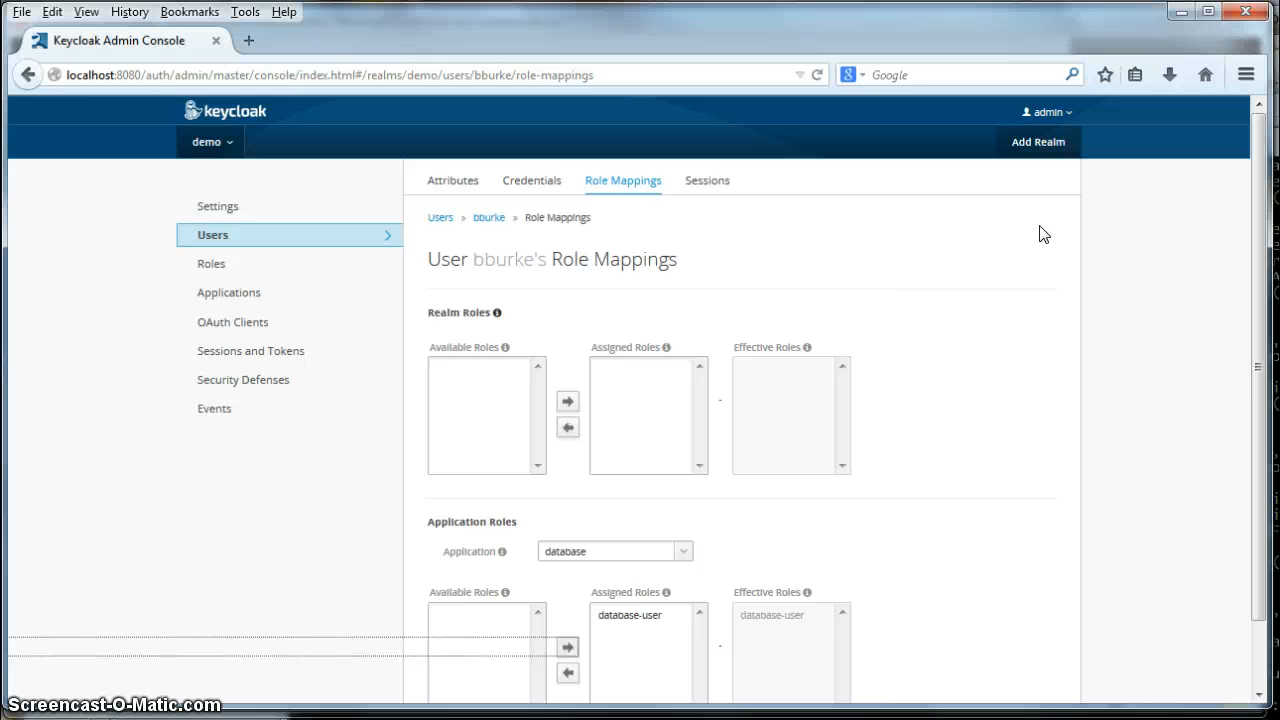 File Edit View History Bookmarks Tools Help
Keycloak Admin Console
localhost:8080/auth/admin/master/console/index.html#/realms/demo/users/bburke/role-mappings
Google
keycloak
admin
demo
Add Realm
Attributes Credentials Role Mappings Sessions
Settings
Users
Roles
Applications
OAuth Clients
Sessions and Tokens
Security Defenses
Events
Users » bburke » Role Mappings
User bburke's Role Mappings
Realm Roles
Available Roles Assigned Roles Effective Roles
Application Roles
Application database
Available Roles Assigned Roles Effective Roles
database-user database-user
Screencast-O-Matic.com